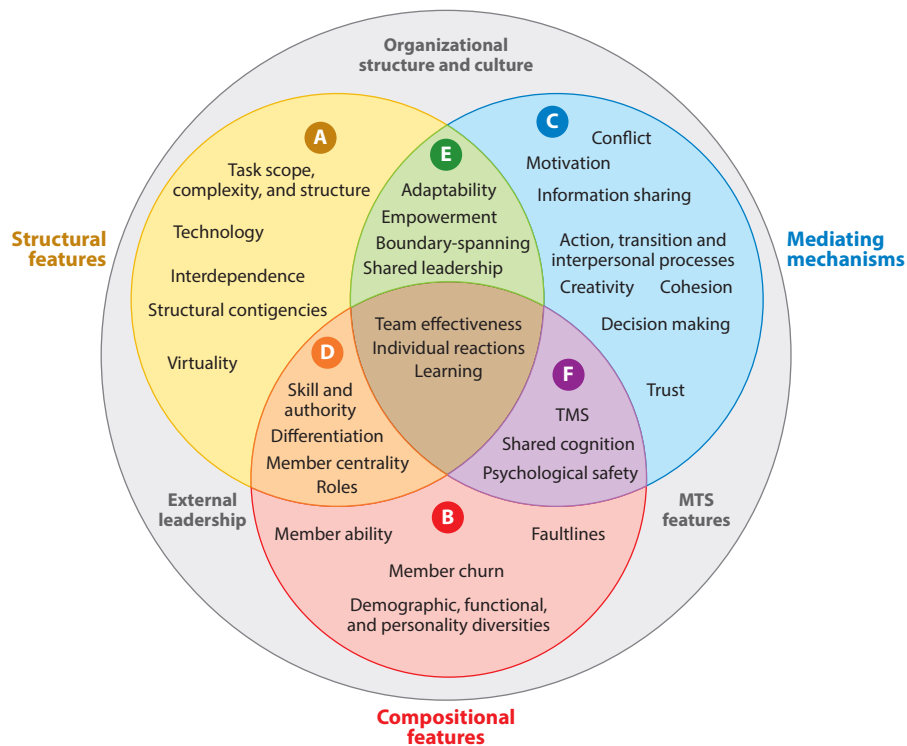 Organizational
structure and culture
A
Task scope,
complexity, and structure
Technology
Interdependence
Structural contigencies
Virtuality
Structural
features
E
Adaptability
Empowerment
Boundary-spanning
Shared leadership
C
Conflict
Motivation
Information sharing
Action, transition and
interpersonal processes
Creativity
Cohesion
Decision making
Trust
Mediating
mechanisms
Team effectiveness
Individual reactions
Learning
D
Skill and
authority
Differentiation
Member centrality
Roles
F
TMS
Shared cognition
Psychological safety
External
leadership
MTS
features
B
Member ability
Faultlines
Member churn
Demographic, functional,
and personality diversities
Compositional
features